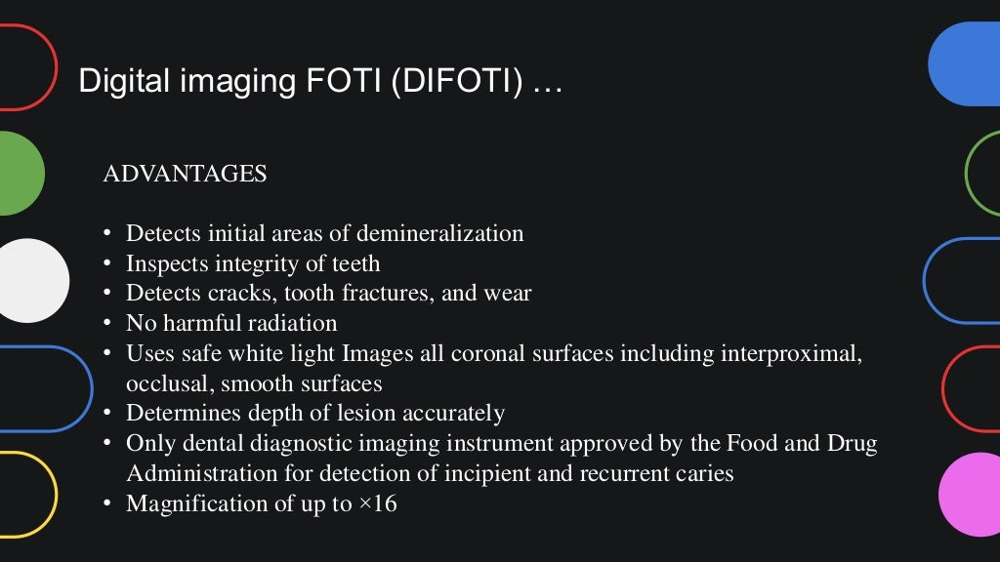 Digital imaging FOTI (DIFOTI) …
ADVANTAGES
• Detects initial areas of demineralization
• Inspects integrity of teeth
• Detects cracks, tooth fractures, and wear
• No harmful radiation
• Uses safe white light Images all coronal surfaces including interproximal,
occlusal, smooth surfaces
• Determines depth of lesion accurately
• Only dental diagnostic imaging instrument approved by the Food and Drug
Administration for detection of incipient and recurrent caries
• Magnification of up to ×16